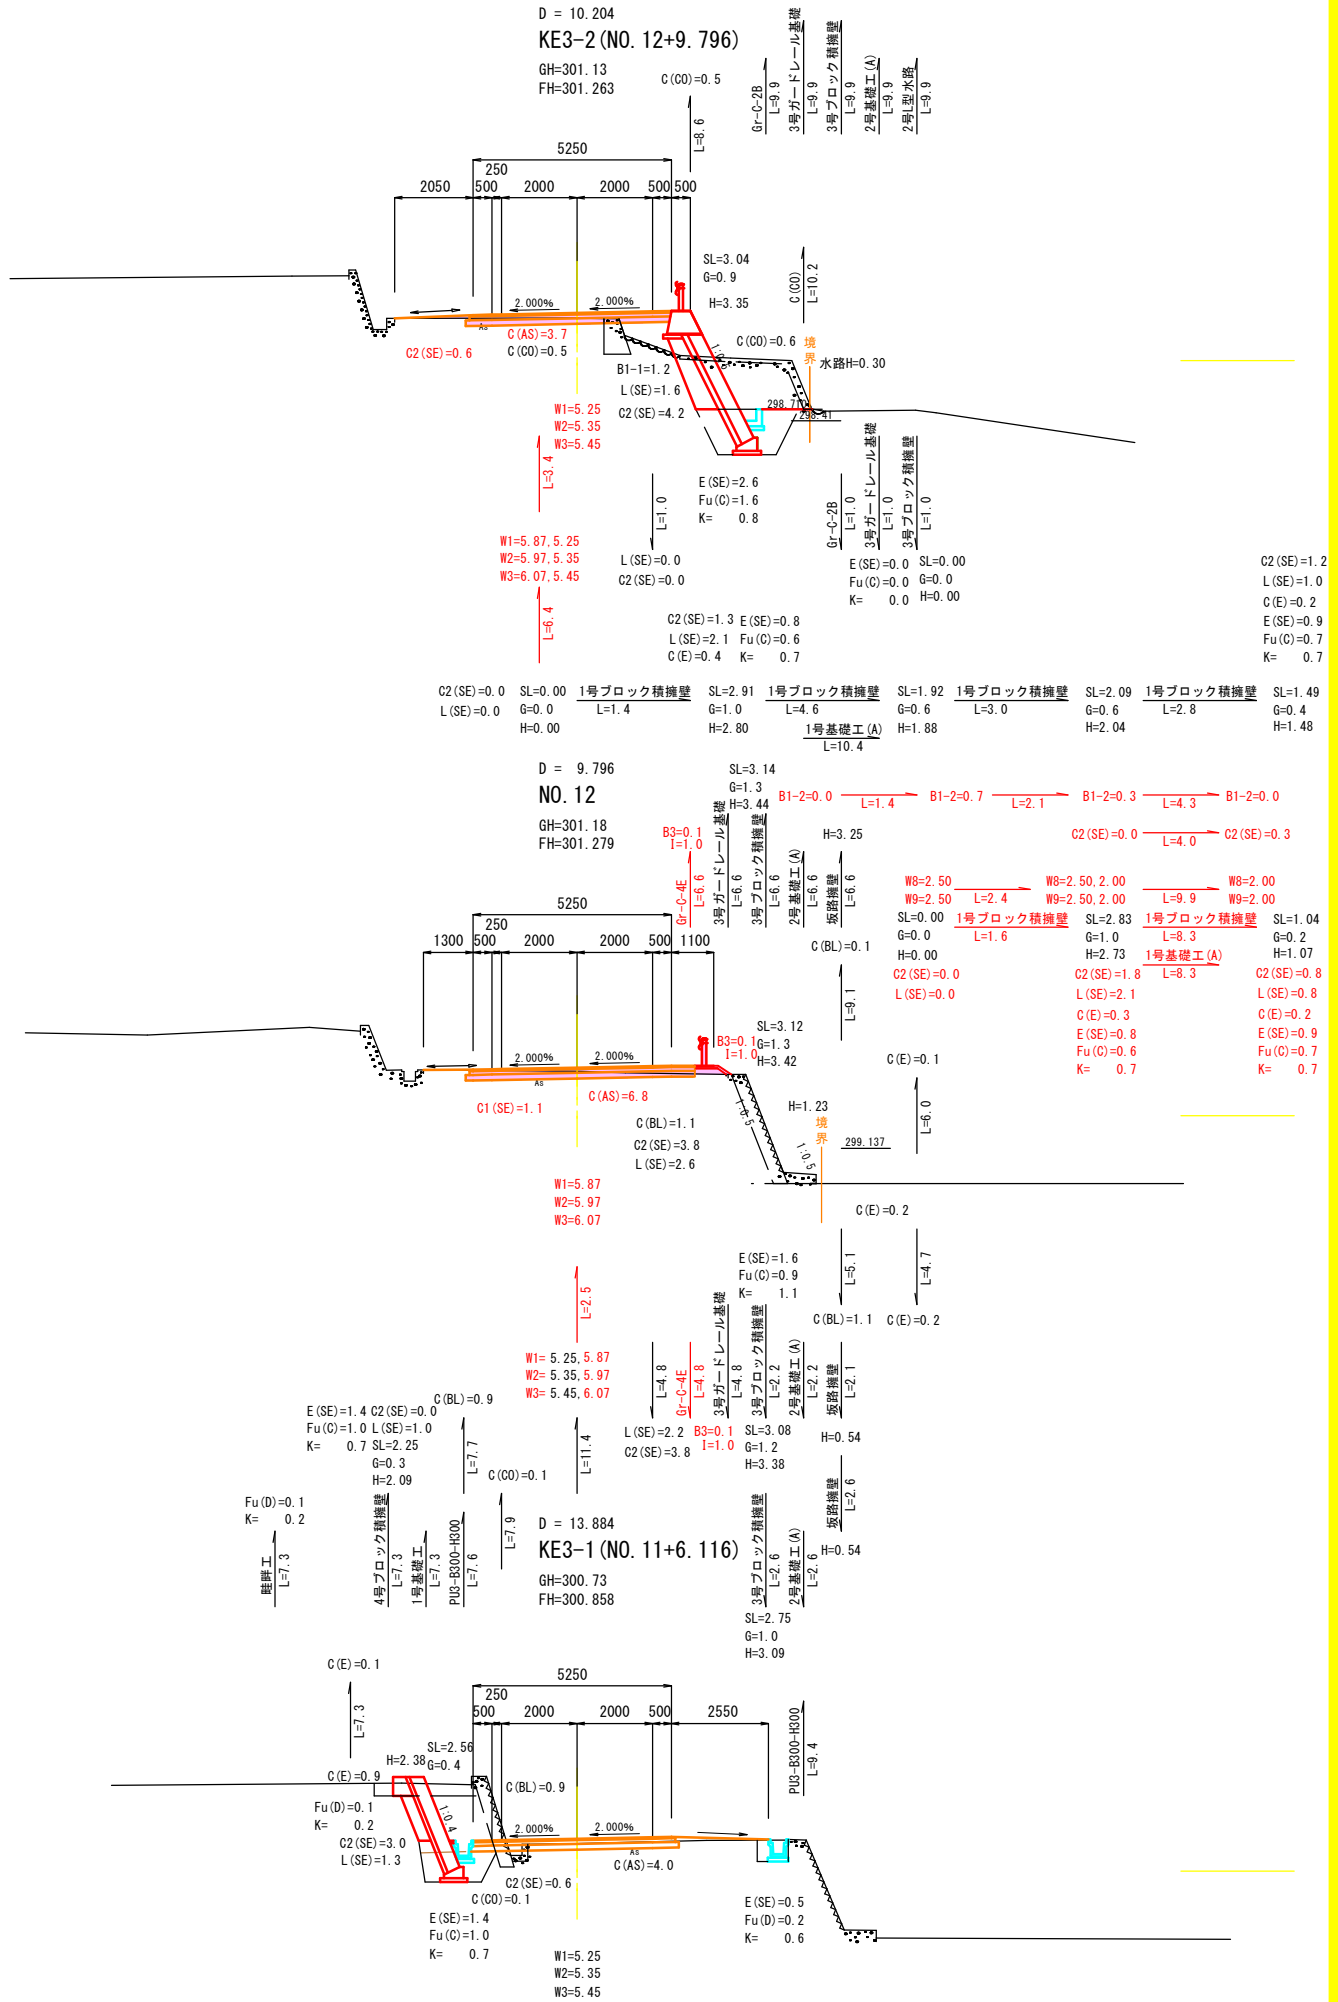 D = 10.204
KE3-2(NO.12+9.796)
GH=301.13
FH=301.263
C(CO)=0.5
L=8.6
Gr-C-2B
L=9.9
3号ガードレール基礎
L=9.9
3号ブロック積擁壁
L=9.9
2号基礎工(A)
L=9.9
2号L型水路
L=9.9
5250
250
2050 500 2000 2000 500 500
SL=3.04
G=0.9
H=3.35
C(CO)
L=10.2
2.000% 2.000%
As
C(AS)=3.7
C(CO)=0.5
C2(SE)=0.6
C(CO)=0.6
境界
水路H=0.30
B1-1=1.2
L(SE)=1.6
C2(SE)=4.2
298.710
298.41
W1=5.25
W2=5.35
W3=5.45
L=3.4
E(SE)=2.6
Fu(C)=1.6
K= 0.8
L=1.0
Gr-C-2B
L=1.0
3号ガードレール基礎
L=1.0
3号ブロック積擁壁
L=1.0
W1=5.87,5.25
W2=5.97,5.35
W3=6.07,5.45
L=6.4
L(SE)=0.0
C2(SE)=0.0
E(SE)=0.0
Fu(C)=0.0
K= 0.0
SL=0.00
G=0.0
H=0.00
C2(SE)=1.2
L(SE)=1.0
C(E)=0.2
E(SE)=0.9
Fu(C)=0.7
K= 0.7
C2(SE)=1.3
L(SE)=2.1
C(E)=0.4
E(SE)=0.8
Fu(C)=0.6
K= 0.7
C2(SE)=0.0
L(SE)=0.0
SL=0.00
G=0.0
H=0.00
1号ブロック積擁壁
L=1.4
SL=2.91
G=1.0
H=2.80
1号ブロック積擁壁
L=4.6
1号基礎工(A)
L=10.4
SL=1.92
G=0.6
H=1.88
1号ブロック積擁壁
L=3.0
SL=2.09
G=0.6
H=2.04
1号ブロック積擁壁
L=2.8
SL=1.49
G=0.4
H=1.48
D = 9.796
NO.12
GH=301.18
FH=301.279
SL=3.14
G=1.3
H=3.44
B1-2=0.0
L=1.4
B1-2=0.7
L=2.1
B1-2=0.3
L=4.3
B1-2=0.0
B3=0.1
I=1.0
Gr-C-4E
L=6.6
3号ガードレール基礎
L=6.6
3号ブロック積擁壁
L=6.6
2号基礎工(A)
L=6.6
H=3.25
坂路擁壁
L=6.6
C2(SE)=0.0
L=4.0
C2(SE)=0.3
W8=2.50
W9=2.50
L=2.4
W8=2.50,2.00
W9=2.50,2.00
L=9.9
W8=2.00
W9=2.00
SL=0.00
G=0.0
H=0.00
1号ブロック積擁壁
L=1.6
SL=2.83
G=1.0
H=2.73
1号ブロック積擁壁
L=8.3
1号基礎工(A)
L=8.3
SL=1.04
G=0.2
H=1.07
C2(SE)=0.0
L(SE)=0.0
C2(SE)=1.8
L(SE)=2.1
C(E)=0.3
E(SE)=0.8
Fu(C)=0.6
K= 0.7
C2(SE)=0.8
L(SE)=0.8
C(E)=0.2
E(SE)=0.9
Fu(C)=0.7
K= 0.7
5250
250
1300 500 2000 2000 500 1100
C(BL)=0.1
L=9.1
SL=3.12
G=1.3
H=3.42
B3=0.1
I=1.0
2.000% 2.000%
As
C(E)=0.1
L=6.0
C1(SE)=1.1
C(AS)=6.8
C(BL)=1.1
C2(SE)=3.8
L(SE)=2.6
1:0.5
H=1.23
境界
1:0.5
299.137
W1=5.87
W2=5.97
W3=6.07
C(E)=0.2
L=2.5
E(SE)=1.6
Fu(C)=0.9
K= 1.1
L=5.1
L=4.7
C(BL)=1.1
C(E)=0.2
W1= 5.25,5.87
W2= 5.35,5.97
W3= 5.45,6.07
L=4.8
Gr-C-4E
L=4.8
3号ガードレール基礎
L=4.8
3号ブロック積擁壁
L=2.2
2号基礎工(A)
L=2.2
坂路擁壁
L=2.1
E(SE)=1.4
Fu(C)=1.0
K= 0.7
C2(SE)=0.0
L(SE)=1.0
SL=2.25
G=0.3
H=2.09
C(BL)=0.9
L=7.7
L=11.4
L(SE)=2.2
C2(SE)=3.8
B3=0.1
I=1.0
SL=3.08
G=1.2
H=3.38
H=0.54
坂路擁壁
L=2.6
H=0.54
Fu(D)=0.1
K= 0.2
畦畔工
L=7.3
4号ブロック積擁壁
L=7.3
1号基礎工
L=7.3
PU3-B300-H300
L=7.6
C(CO)=0.1
L=7.9
D = 13.884
KE3-1(NO.11+6.116)
GH=300.73
FH=300.858
3号ブロック積擁壁
L=2.6
2号基礎工(A)
L=2.6
SL=2.75
G=1.0
H=3.09
C(E)=0.1
L=7.3
5250
250
500 2000 2000 500 2550
PU3-B300-H300
L=9.4
SL=2.56
G=0.4
H=2.38
C(E)=0.9
C(BL)=0.9
Fu(D)=0.1
K= 0.2
C2(SE)=3.0
L(SE)=1.3
1:0.4
2.000% 2.000%
As
C(AS)=4.0
C2(SE)=0.6
C(CO)=0.1
E(SE)=1.4
Fu(C)=1.0
K= 0.7
E(SE)=0.5
Fu(D)=0.2
K= 0.6
W1=5.25
W2=5.35
W3=5.45